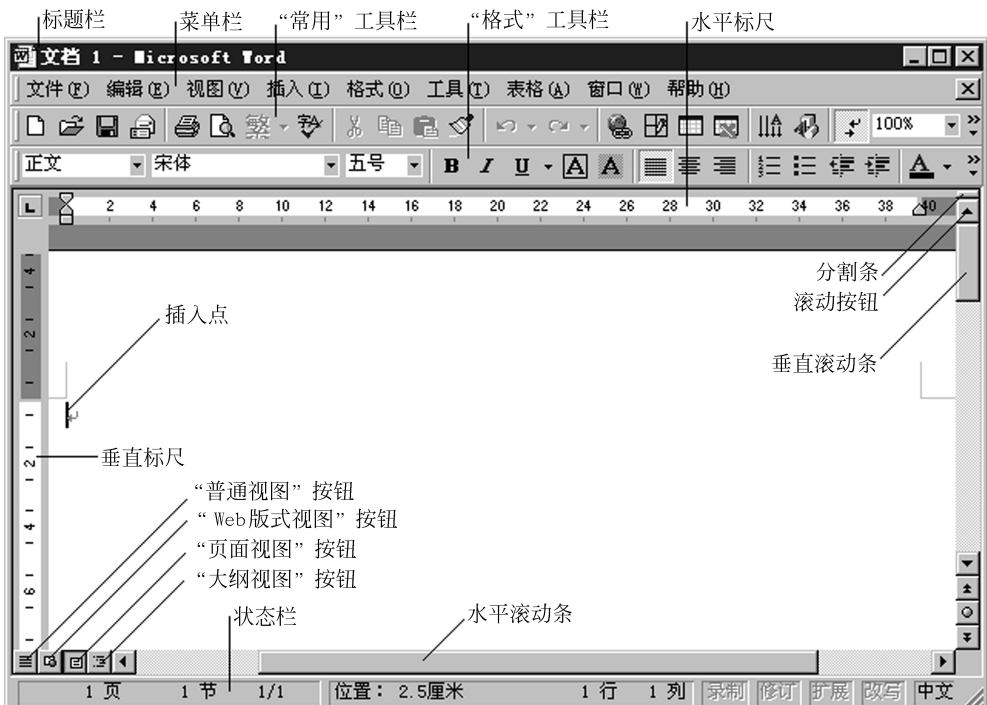 标题栏 菜单栏 “常用”工具栏 “格式”工具栏 水平标尺
文档 1 - Microsoft Word
文件(F) 编辑(E) 视图(V) 插入(I) 格式(O) 工具(T) 表格(A) 窗口(W) 帮助(H)
繁 100%
正文 宋体 五号 B I U A A A
L 2 4 6 8 10 12 14 16 18 20 22 24 26 28 30 32 34 36 38 40
4
分割条
滚动按钮
插入点
2
垂直滚动条
垂直标尺
2
“普通视图”按钮
“Web版式视图”按钮
4
“页面视图”按钮
“大纲视图”按钮
6
状态栏 水平滚动条
1 页 1 节 1/1 位置： 2.5厘米 1 行 1 列 录制 修订 扩展 改写 中文